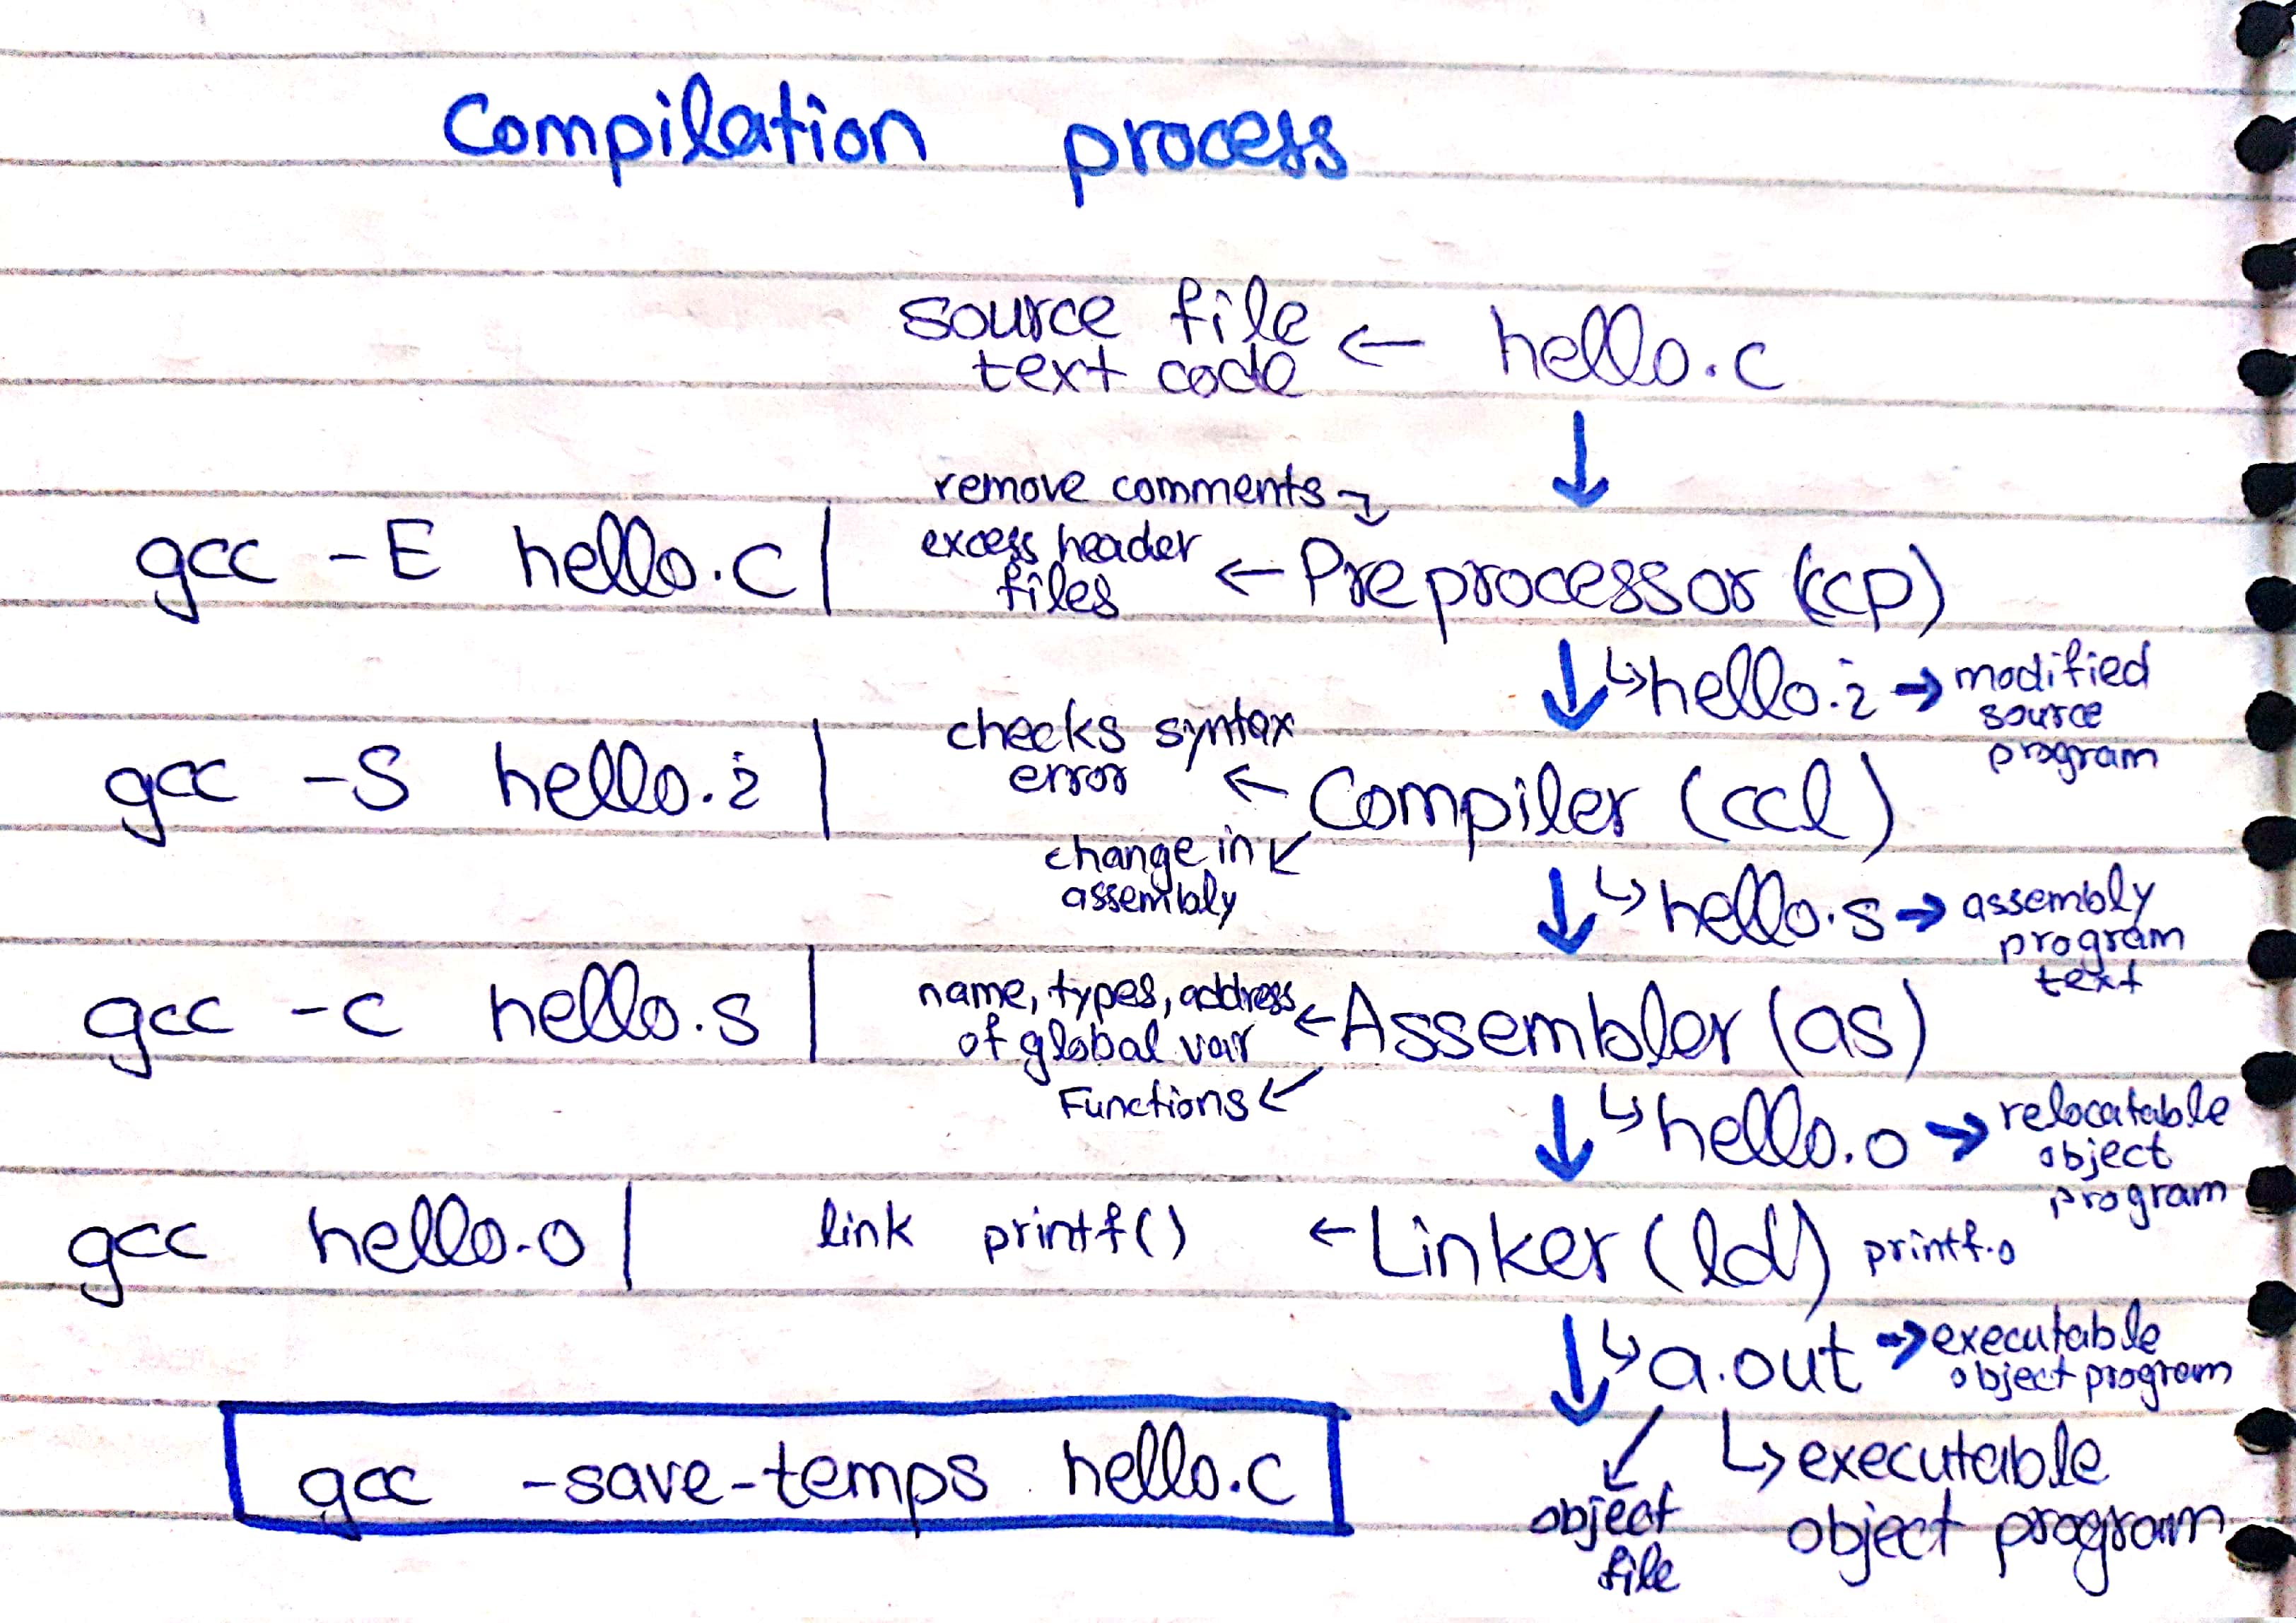 Compilation process
source file
text code ← hello.c
remove comments
gcc -E hello.c | excess header files ← Preprocessor (ccp)
hello.i → modified source program
gcc -S hello.i | checks syntax error ← Compiler (ccl)
change in assembly
hello.s → assembly program text
gcc -c hello.s | name, types, address of global var ← Assembler (as)
Functions
hello.o → relocatable object program
gcc hello.o | link printf() ← Linker (ld) printf.o
a.out → executable object program
gcc -save-temps hello.c
object file
executable object program